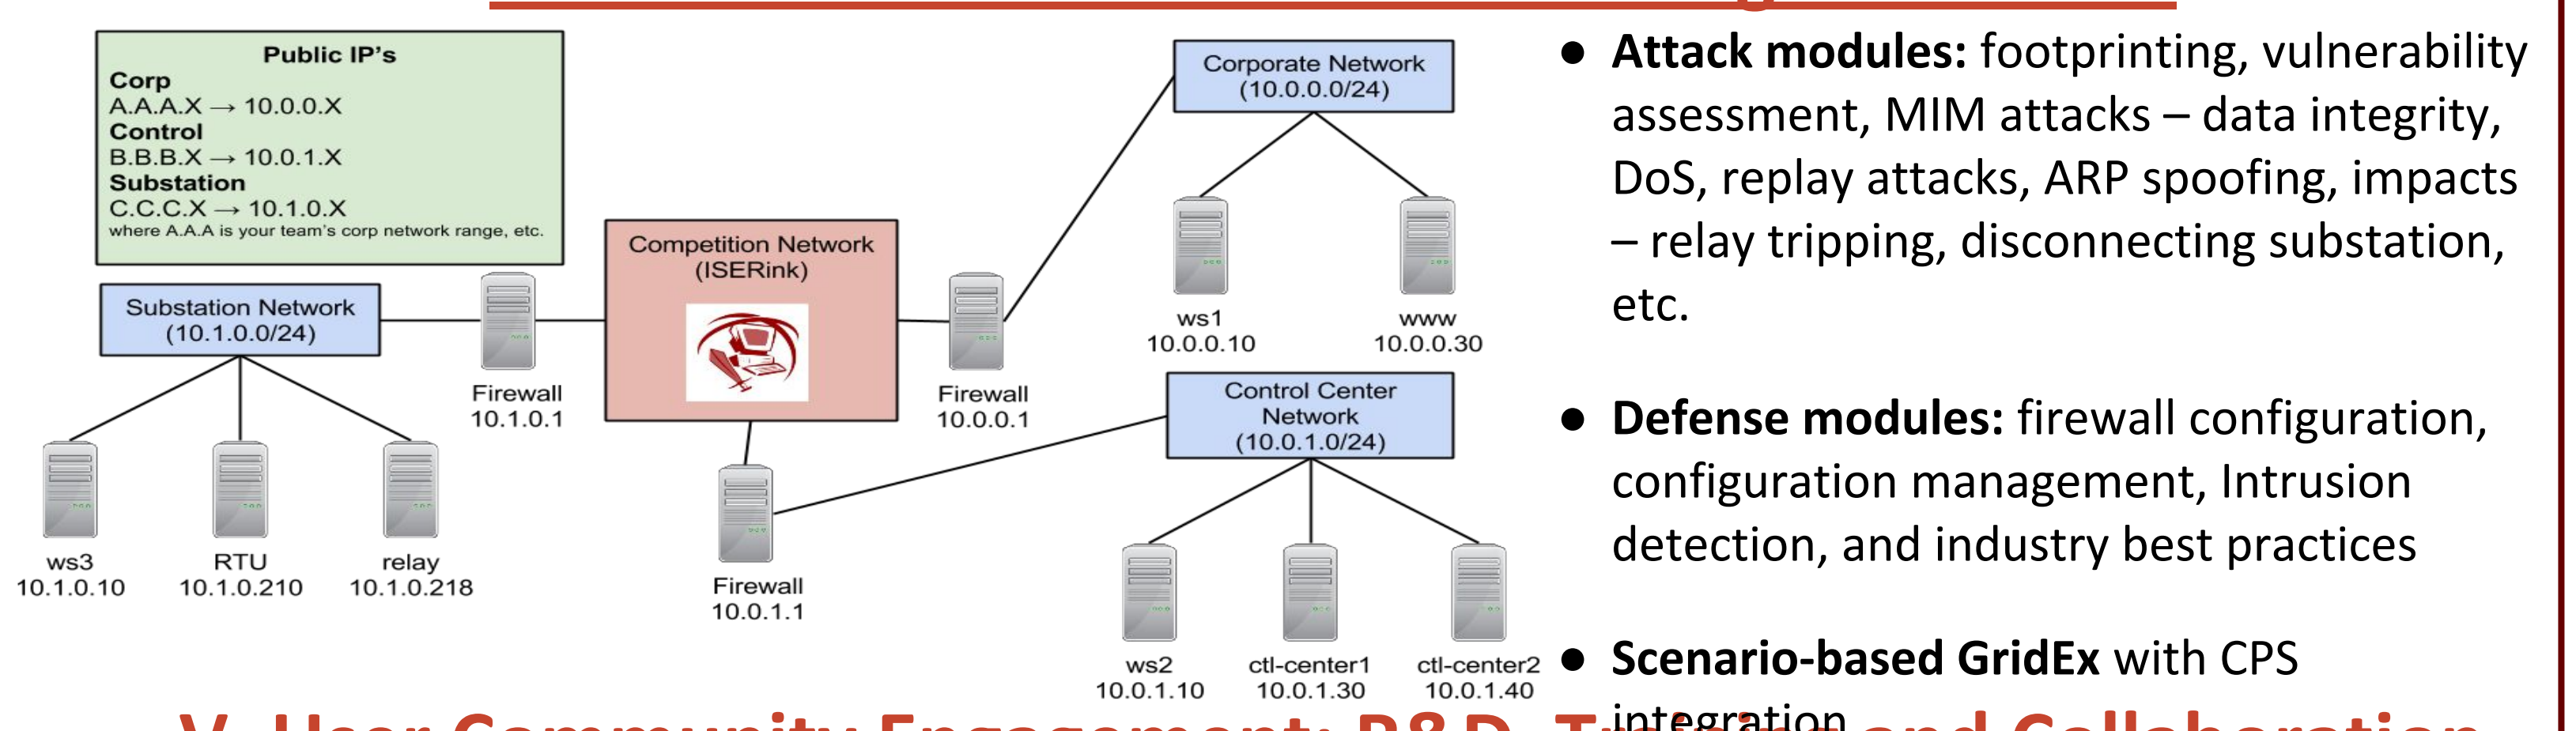 Public IP's
Corp
A.A.A.X → 10.0.0.X
Control
B.B.B.X → 10.0.1.X
Substation
C.C.C.X → 10.1.0.X
where A.A.A is your team's corp network range, etc.
Substation Network
(10.1.0.0/24)
ws3
10.1.0.10
RTU
10.1.0.210
relay
10.1.0.218
Firewall
10.1.0.1
Competition Network
(ISERink)
Firewall
10.0.0.1
Firewall
10.0.1.1
Corporate Network
(10.0.0.0/24)
ws1
10.0.0.10
www
10.0.0.30
Control Center
Network
(10.0.1.0/24)
ws2
10.0.1.10
ctl-center1
10.0.1.30
ctl-center2
10.0.1.40
● Attack modules: footprinting, vulnerability
assessment, MIM attacks – data integrity,
DoS, replay attacks, ARP spoofing, impacts
– relay tripping, disconnecting substation,
etc.
● Defense modules: firewall configuration,
configuration management, Intrusion
detection, and industry best practices
● Scenario-based GridEx with CPS
integration
V. User Community Engagement: R&D, Training and Collaboration